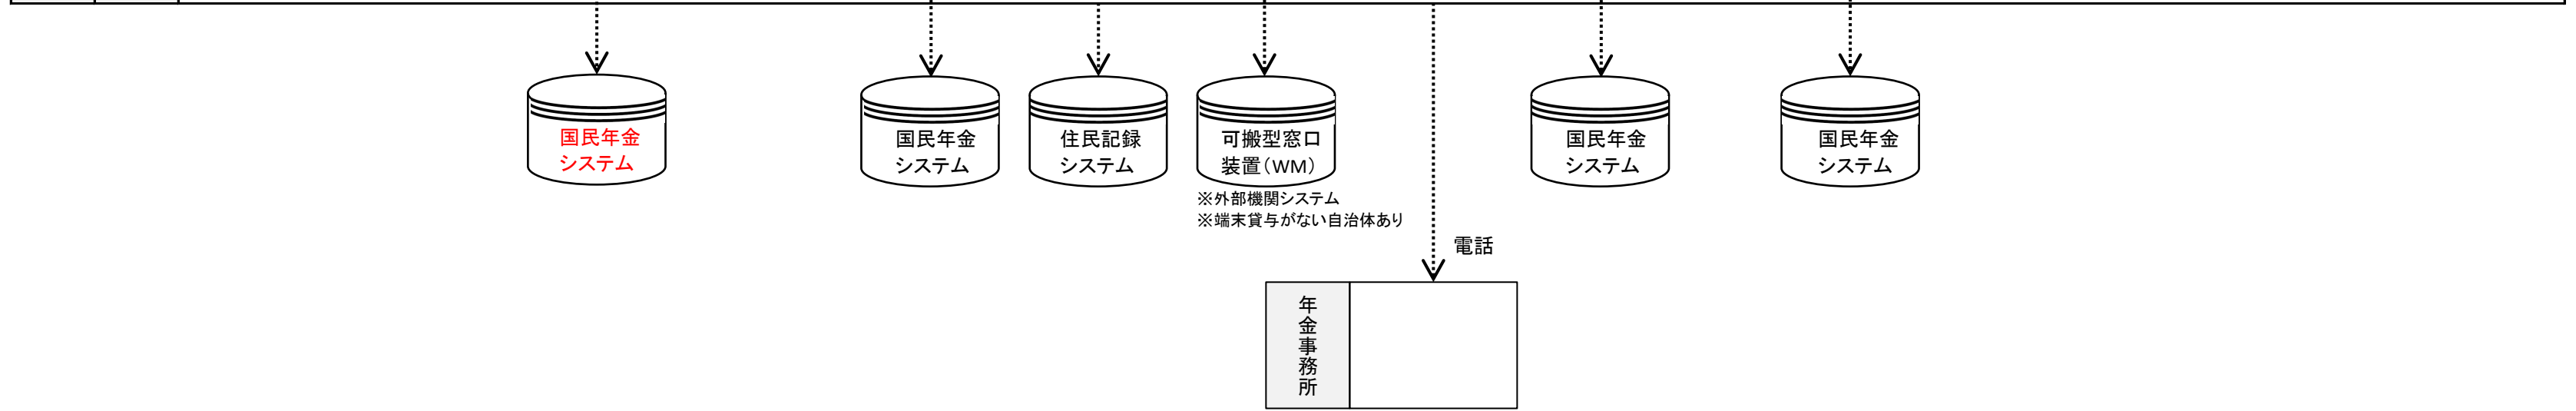 国民年金
システム
国民年金
システム
住民記録
システム
可搬型窓口
装置（WM）
※外部機関システム
※端末貸与がない自治体あり
国民年金
システム
国民年金
システム
電話
年金事務所